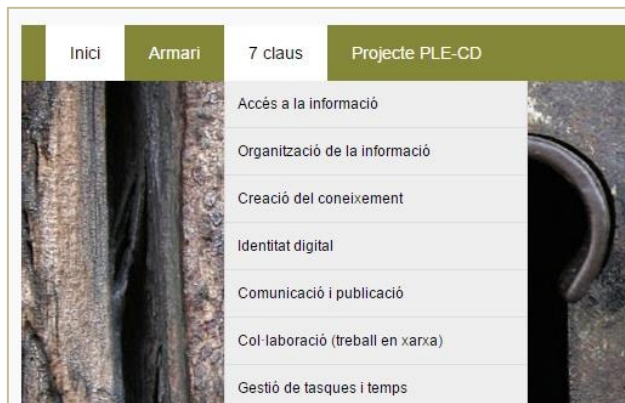 Inici Armari 7 claus Projecte PLE-CD
Accés a la informació
Organització de la informació
Creació del coneixement
Identitat digital
Comunicació i publicació
Col·laboració (treball en xarxa)
Gestió de tasques i temps